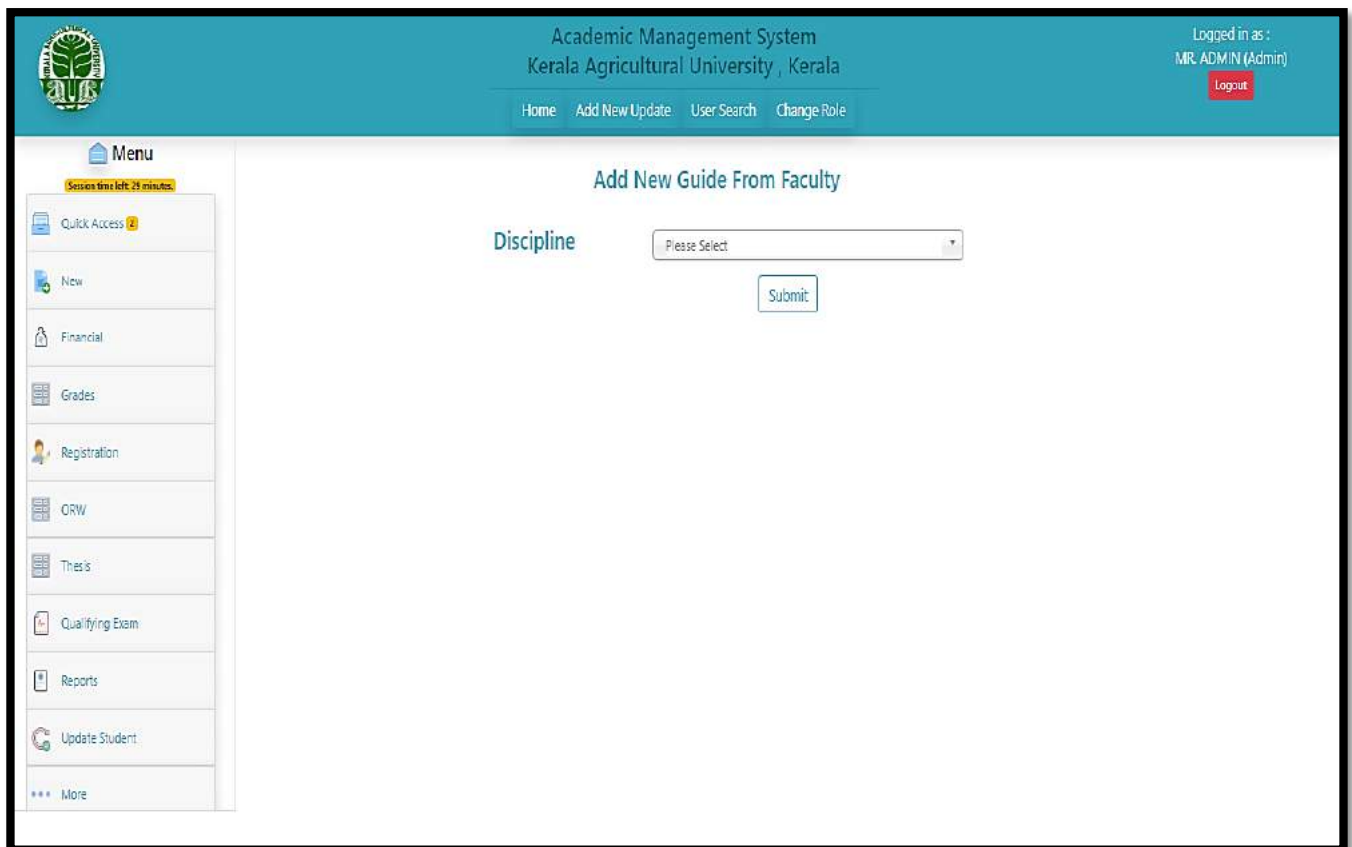 Academic Management System
Kerala Agricultural University , Kerala
Home Add New Update User Search Change Role
Logged in as :
MR. ADMIN (Admin)
Logout
Menu
Session time left: 29 minutes.
Quick Access 2
New
Financial
Grades
Registration
ORW
Thesis
Qualifying Exam
Reports
Update Student
More
Add New Guide From Faculty
Discipline
Please Select
Submit